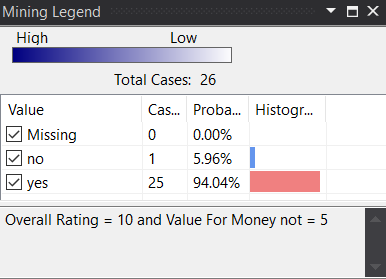 Mining Legend
High Low
Total Cases: 26
Value Cas... Proba... Histogr...
Missing 0 0.00%
no 1 5.96%
yes 25 94.04%
Overall Rating = 10 and Value For Money not = 5